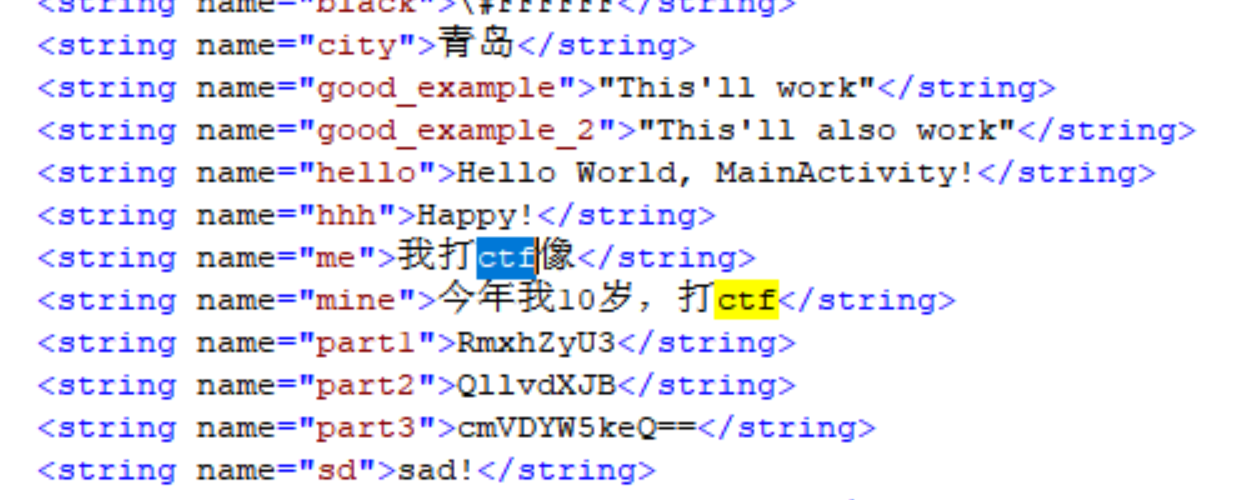 <string name="black">\#FFFFFF</string>
<string name="city">青岛</string>
<string name="good_example">"This'll work"</string>
<string name="good_example_2">"This'll also work"</string>
<string name="hello">Hello World, MainActivity!</string>
<string name="hhh">Happy!</string>
<string name="me">我打ctf像</string>
<string name="mine">今年我10岁，打ctf</string>
<string name="part1">RmxhZyU3</string>
<string name="part2">QllvdXJB</string>
<string name="part3">cmVDYW5keQ==</string>
<string name="sd">sad!</string>